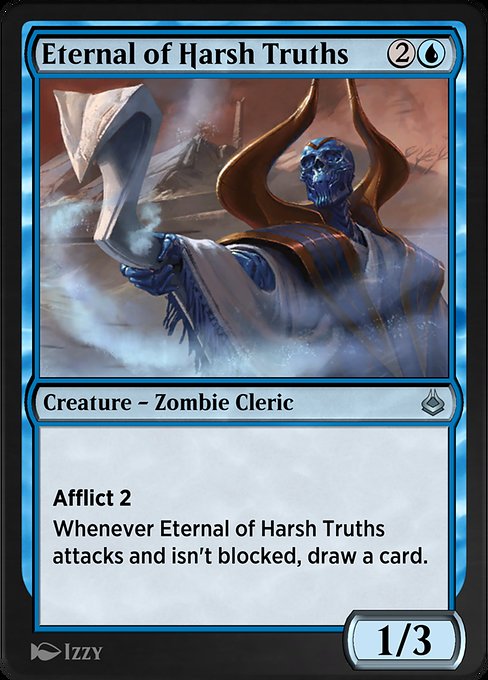 Eternal of Harsh Truths 2
Creature – Zombie Cleric
Afflict 2
Whenever Eternal of Harsh Truths
attacks and isn't blocked, draw a card.
1/3
Izzy